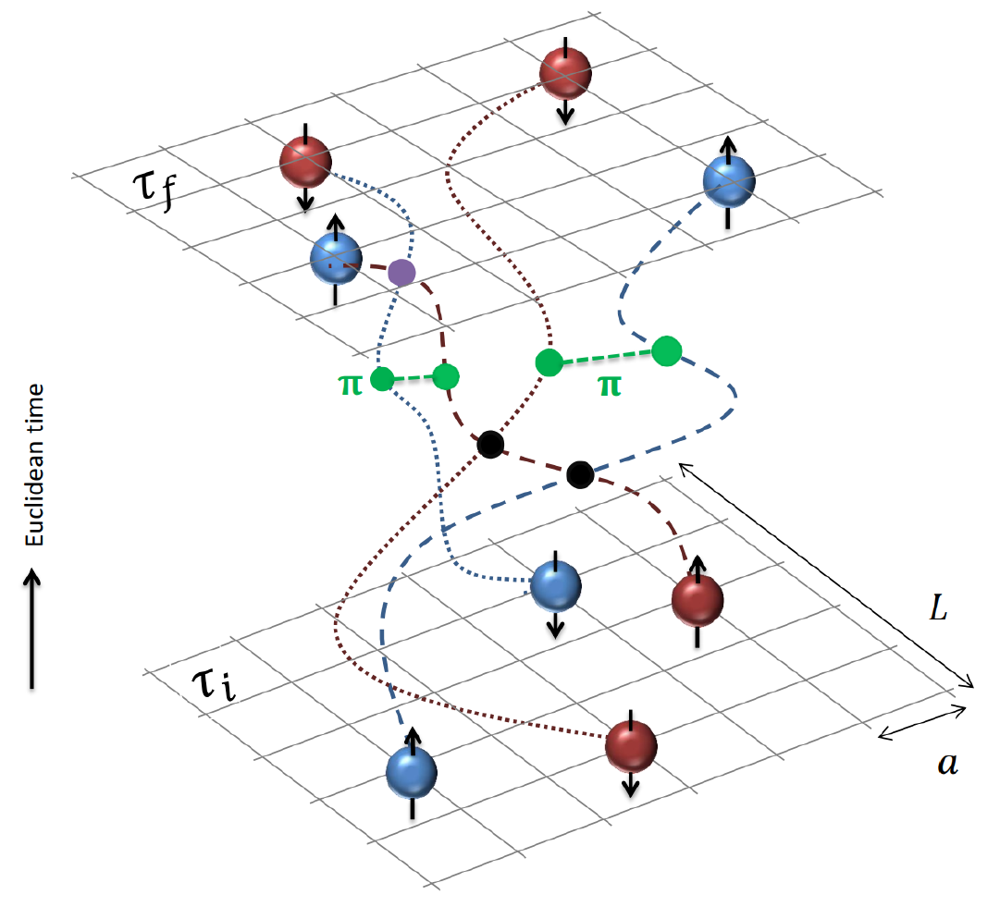 τf
π
π
Euclidean time
L
τi
a